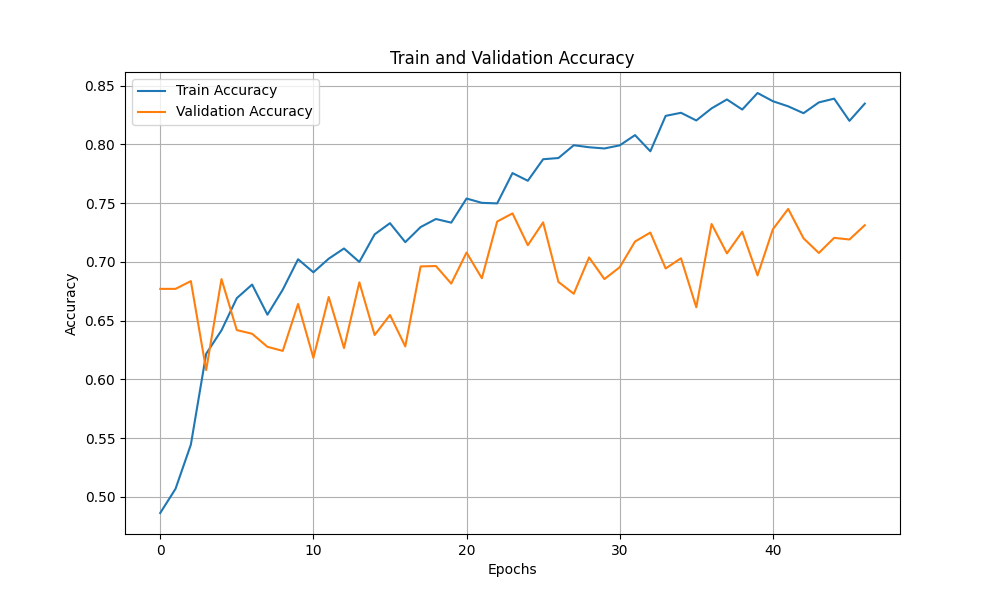 Train and Validation Accuracy
Train Accuracy
Validation Accuracy
Accuracy
0.85
0.80
0.75
0.70
0.65
0.60
0.55
0.50
0 10 20 30 40
Epochs